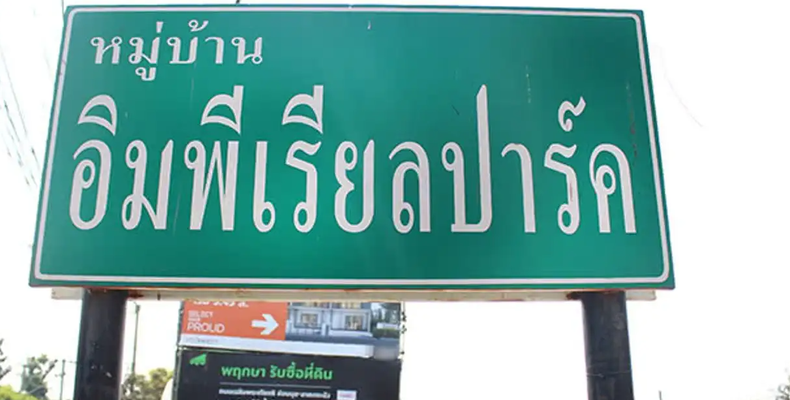 หมู่บ้าน
อิมพีเรียลปาร์ค
SELECT
PROUD
พฤกษา รับซื้อที่ดิน